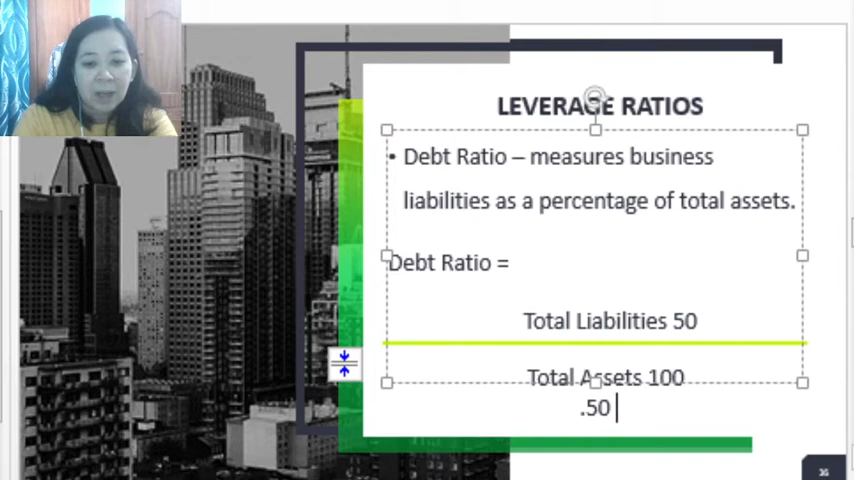 LEVERAGE RATIOS
• Debt Ratio – measures business
liabilities as a percentage of total assets.
Debt Ratio =
Total Liabilities 50
Total Assets 100
.50
16